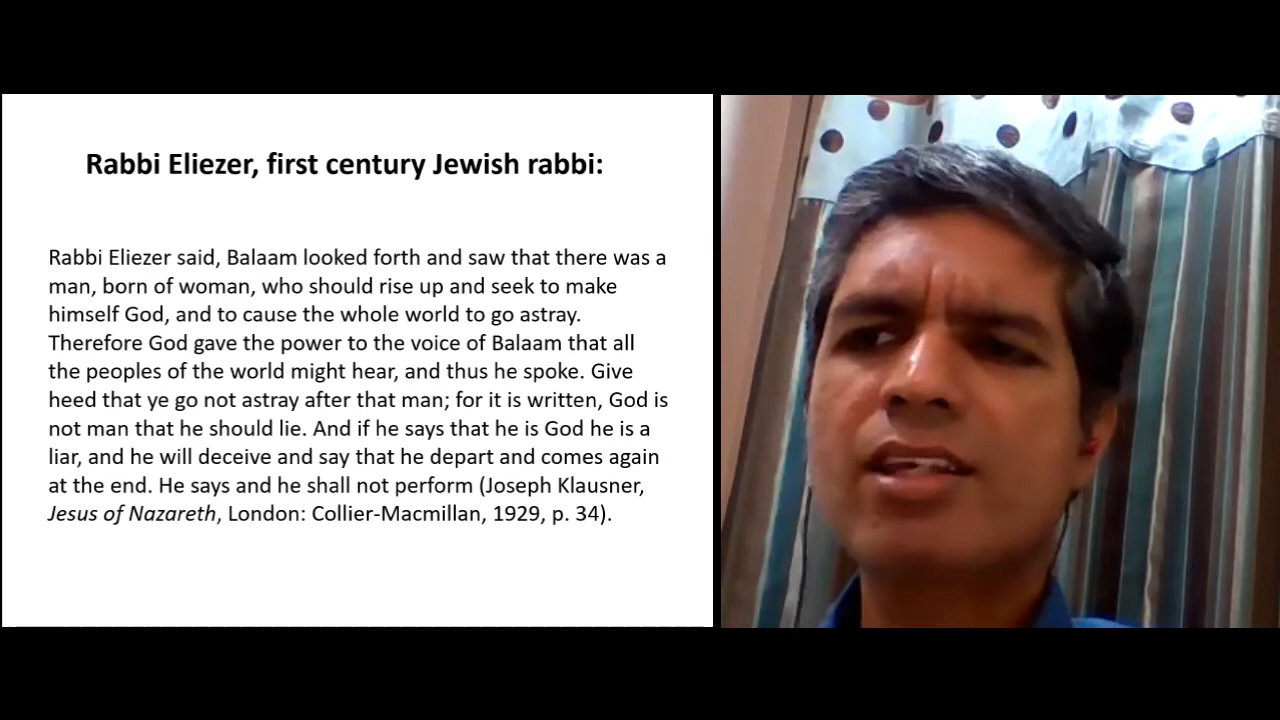 Rabbi Eliezer, first century Jewish rabbi:
Rabbi Eliezer said, Balaam looked forth and saw that there was a
man, born of woman, who should rise up and seek to make
himself God, and to cause the whole world to go astray.
Therefore God gave the power to the voice of Balaam that all
the peoples of the world might hear, and thus he spoke. Give
heed that ye go not astray after that man; for it is written, God is
not man that he should lie. And if he says that he is God he is a
liar, and he will deceive and say that he depart and comes again
at the end. He says and he shall not perform (Joseph Klausner,
Jesus of Nazareth, London: Collier-Macmillan, 1929, p. 34).